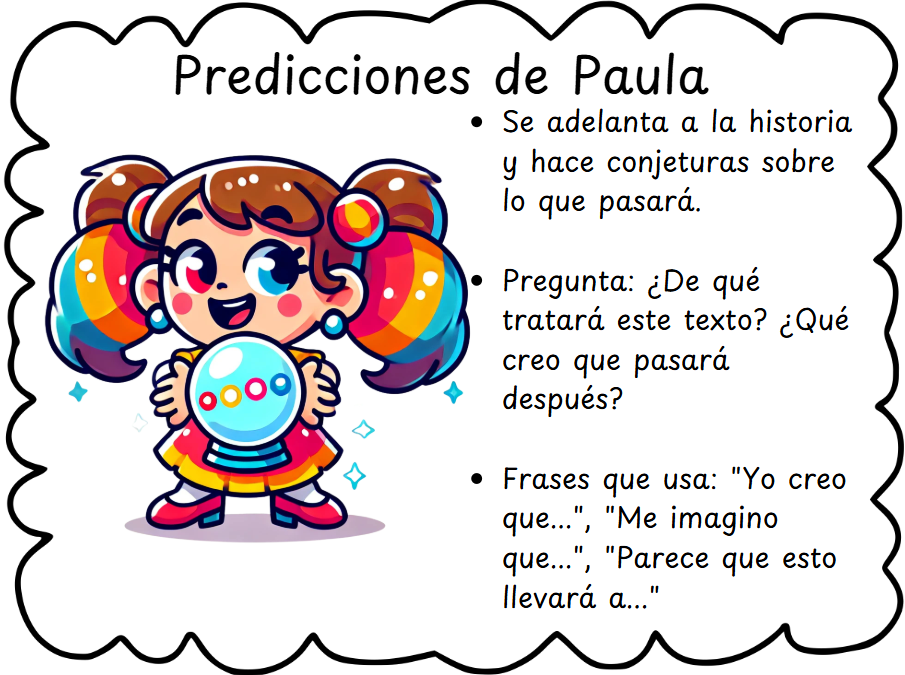 Predicciones de Paula
• Se adelanta a la historia
y hace conjeturas sobre
lo que pasará.
• Pregunta: ¿De qué
tratará este texto? ¿Qué
creo que pasará
después?
• Frases que usa: "Yo creo
que...", "Me imagino
que...", "Parece que esto
llevará a..."